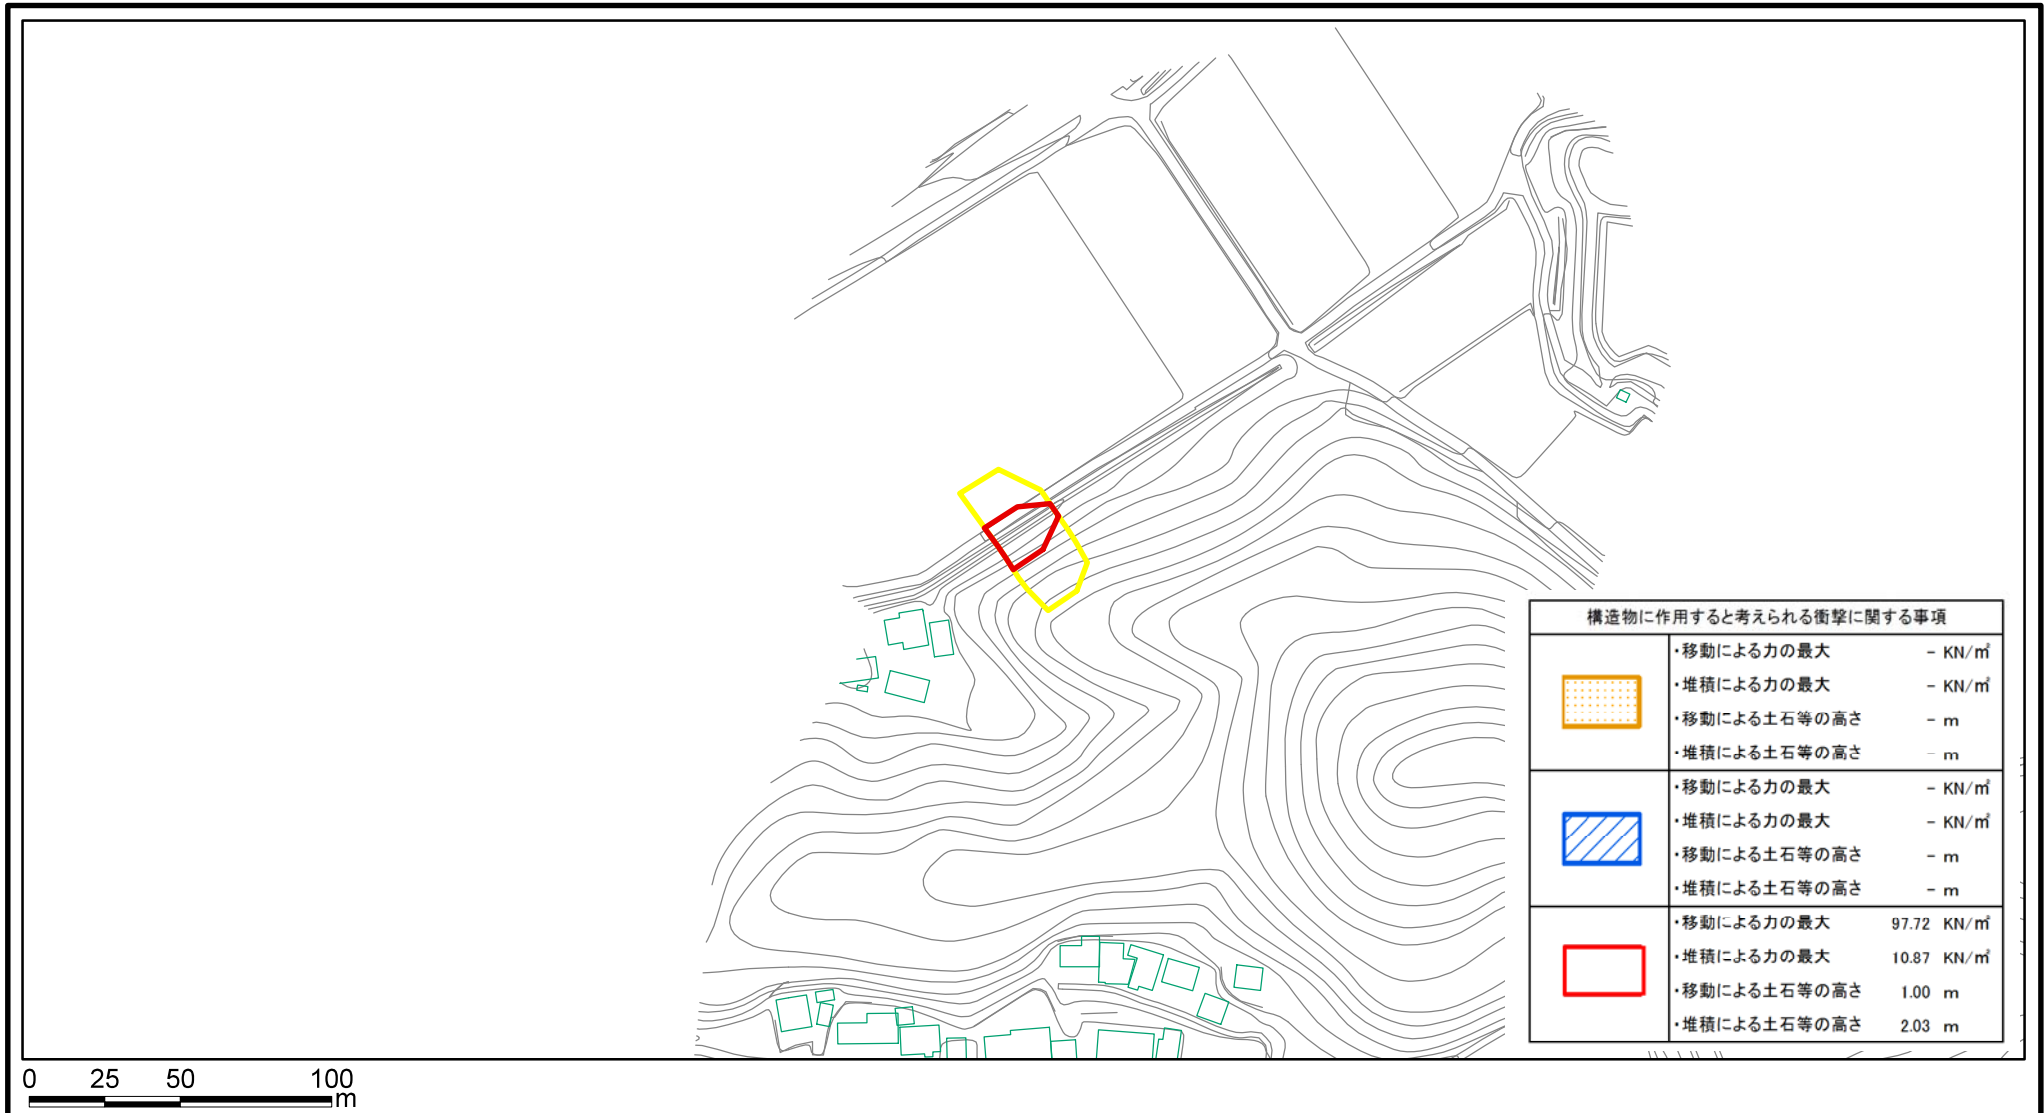 構造物に作用すると考えられる衝撃に関する事項
・移動による力の最大 － KN/㎡
・堆積による力の最大 － KN/㎡
・移動による土石等の高さ － m
・堆積による土石等の高さ － m
・移動による力の最大 － KN/㎡
・堆積による力の最大 － KN/㎡
・移動による土石等の高さ － m
・堆積による土石等の高さ － m
・移動による力の最大 97.72 KN/㎡
・堆積による力の最大 10.87 KN/㎡
・移動による土石等の高さ 1.00 m
・堆積による土石等の高さ 2.03 m
0 25 50 100
m